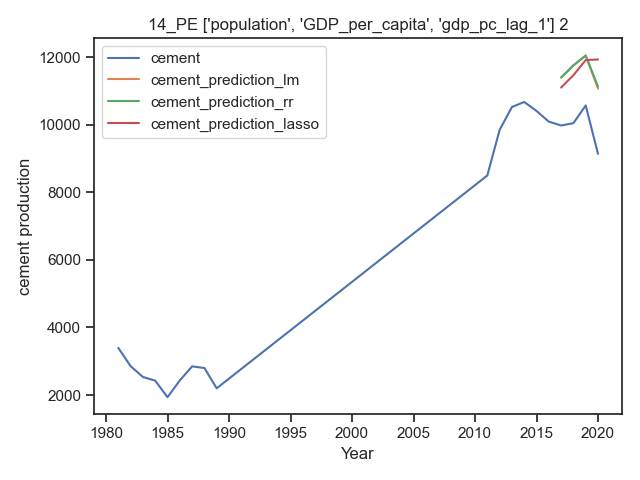 14_PE ['population', 'GDP_per_capita', 'gdp_pc_lag_1'] 2
cement
cement_prediction_lm
cement_prediction_rr
cement_prediction_lasso
cement production
12000
10000
8000
6000
4000
2000
1980 1985 1990 1995 2000 2005 2010 2015 2020
Year